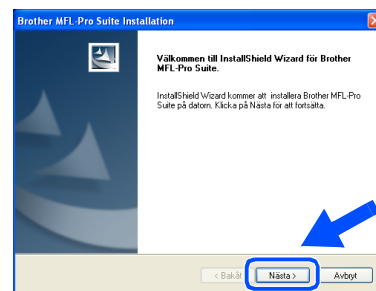 Brother MFL-Pro Suite Installation
Välkommen till InstallShield Wizard för Brother
MFL-Pro Suite.
InstallShield Wizard kommer att installera Brother MFL-Pro
Suite på datorn. Klicka på Nästa för att fortsätta.
< Bakåt
Nästa >
Avbryt